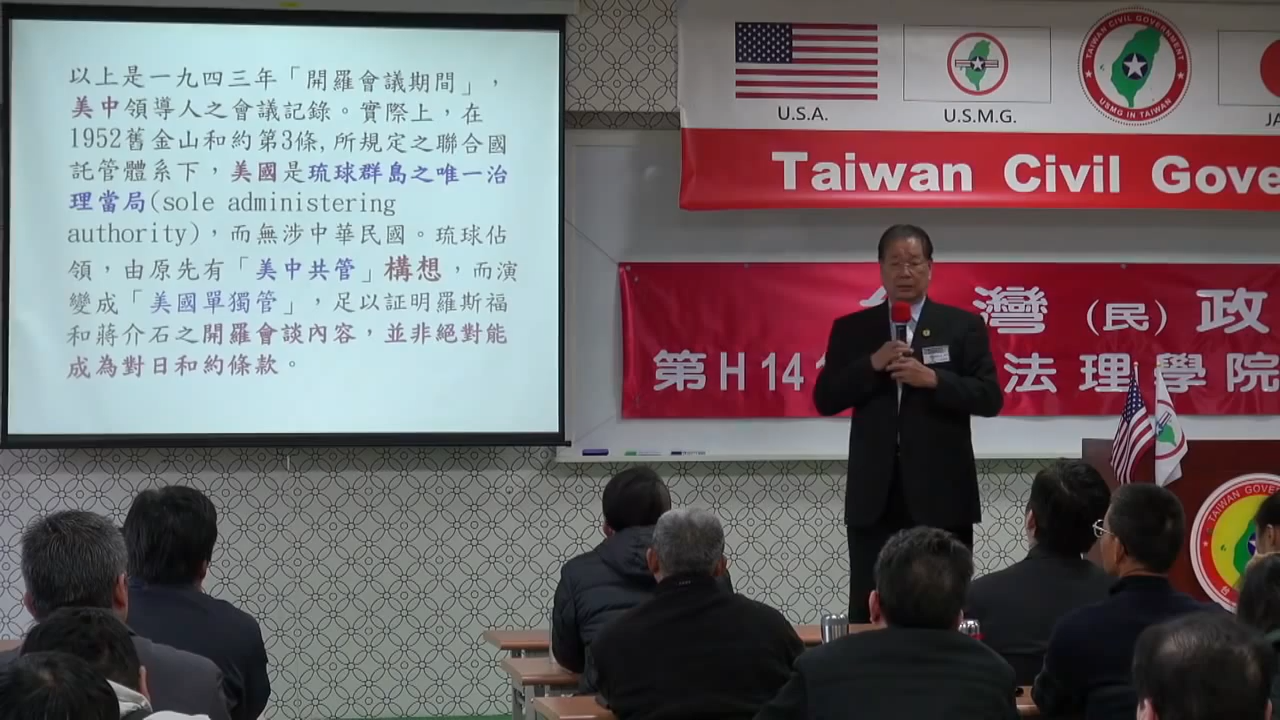 以上是一九四三年「開羅會議期間」，
美中領導人之會議記錄。實際上，在
1952舊金山和約第3條,所規定之聯合國
託管體系下，美國是琉球群島之唯一治
理當局(sole administering
authority)，而無涉中華民國。琉球佔
領，由原先有「美中共管」構想，而演
變成「美國單獨管」，足以証明羅斯福
和蔣介石之開羅會談內容，並非絕對能
成為對日和約條款。
U.S.A.
U.S.M.G.
TAIWAN CIVIL GOVERNMENT
USMG IN TAIWAN
JA
Taiwan Civil Gove
灣（民）政
第H14
法理學院
TAIWAN GOVER